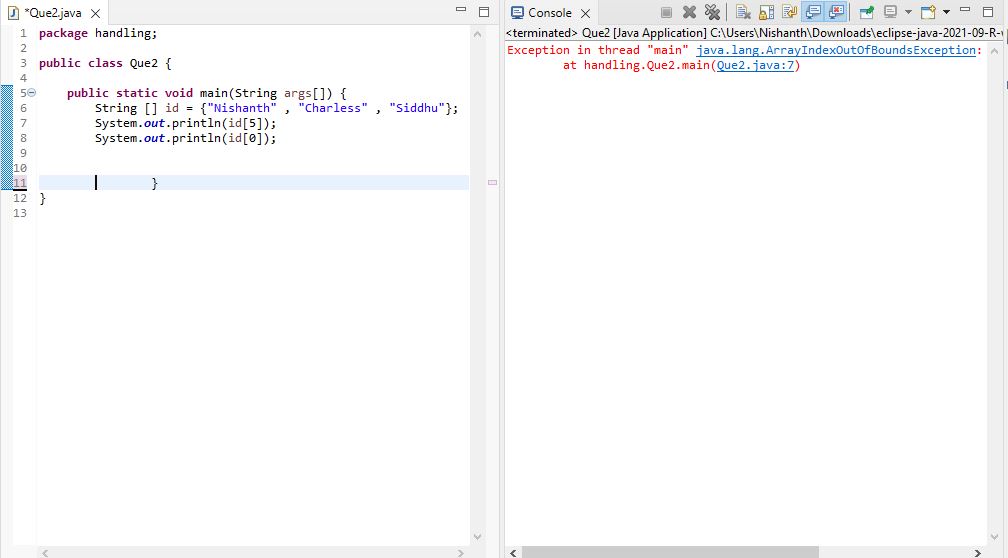 *Que2.java
1 package handling;
2
3 public class Que2 {
4
5 public static void main(String args[]) {
6 String [] id = {"Nishanth" , "Charless" , "Siddhu"};
7 System.out.println(id[5]);
8 System.out.println(id[0]);
9
10
11 }
12 }
13
Console
<terminated> Que2 [Java Application] C:\Users\Nishanth\Downloads\eclipse-java-2021-09-R-
Exception in thread "main" java.lang.ArrayIndexOutOfBoundsException:
at handling.Que2.main(Que2.java:7)